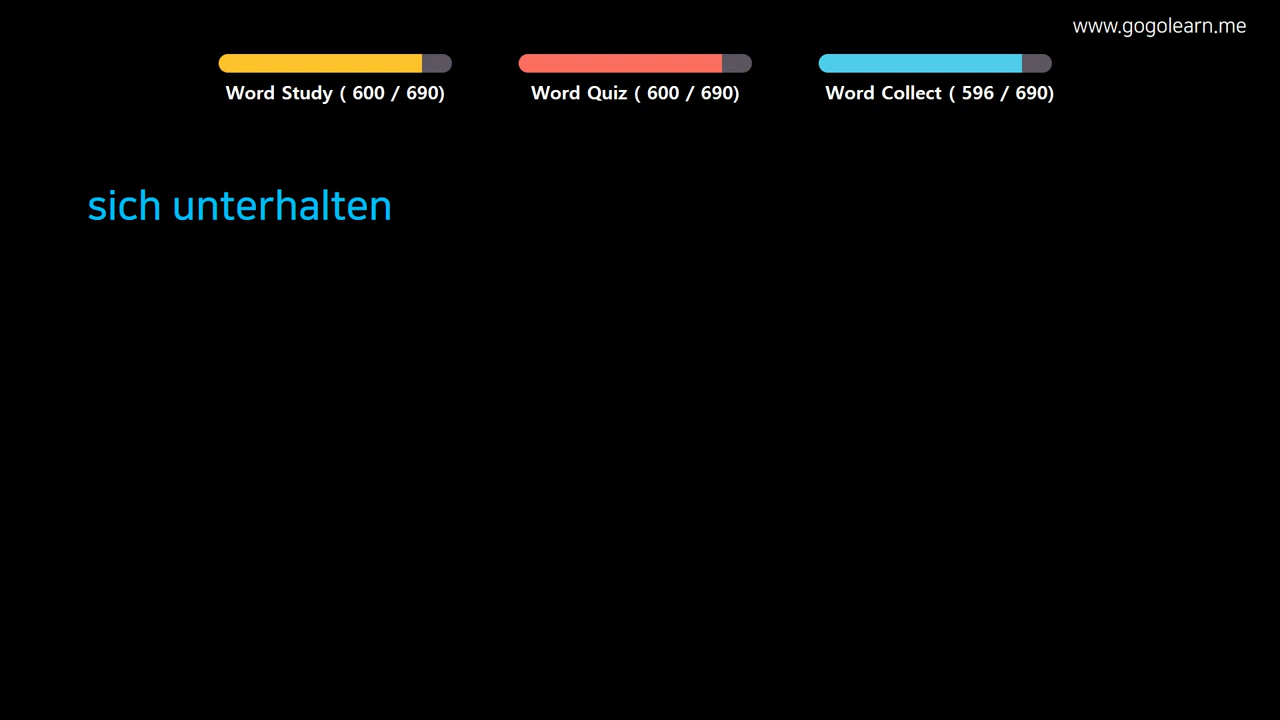 www.gogolearn.me
Word Study ( 600 / 690)
Word Quiz ( 600 / 690)
Word Collect ( 596 / 690)
sich unterhalten